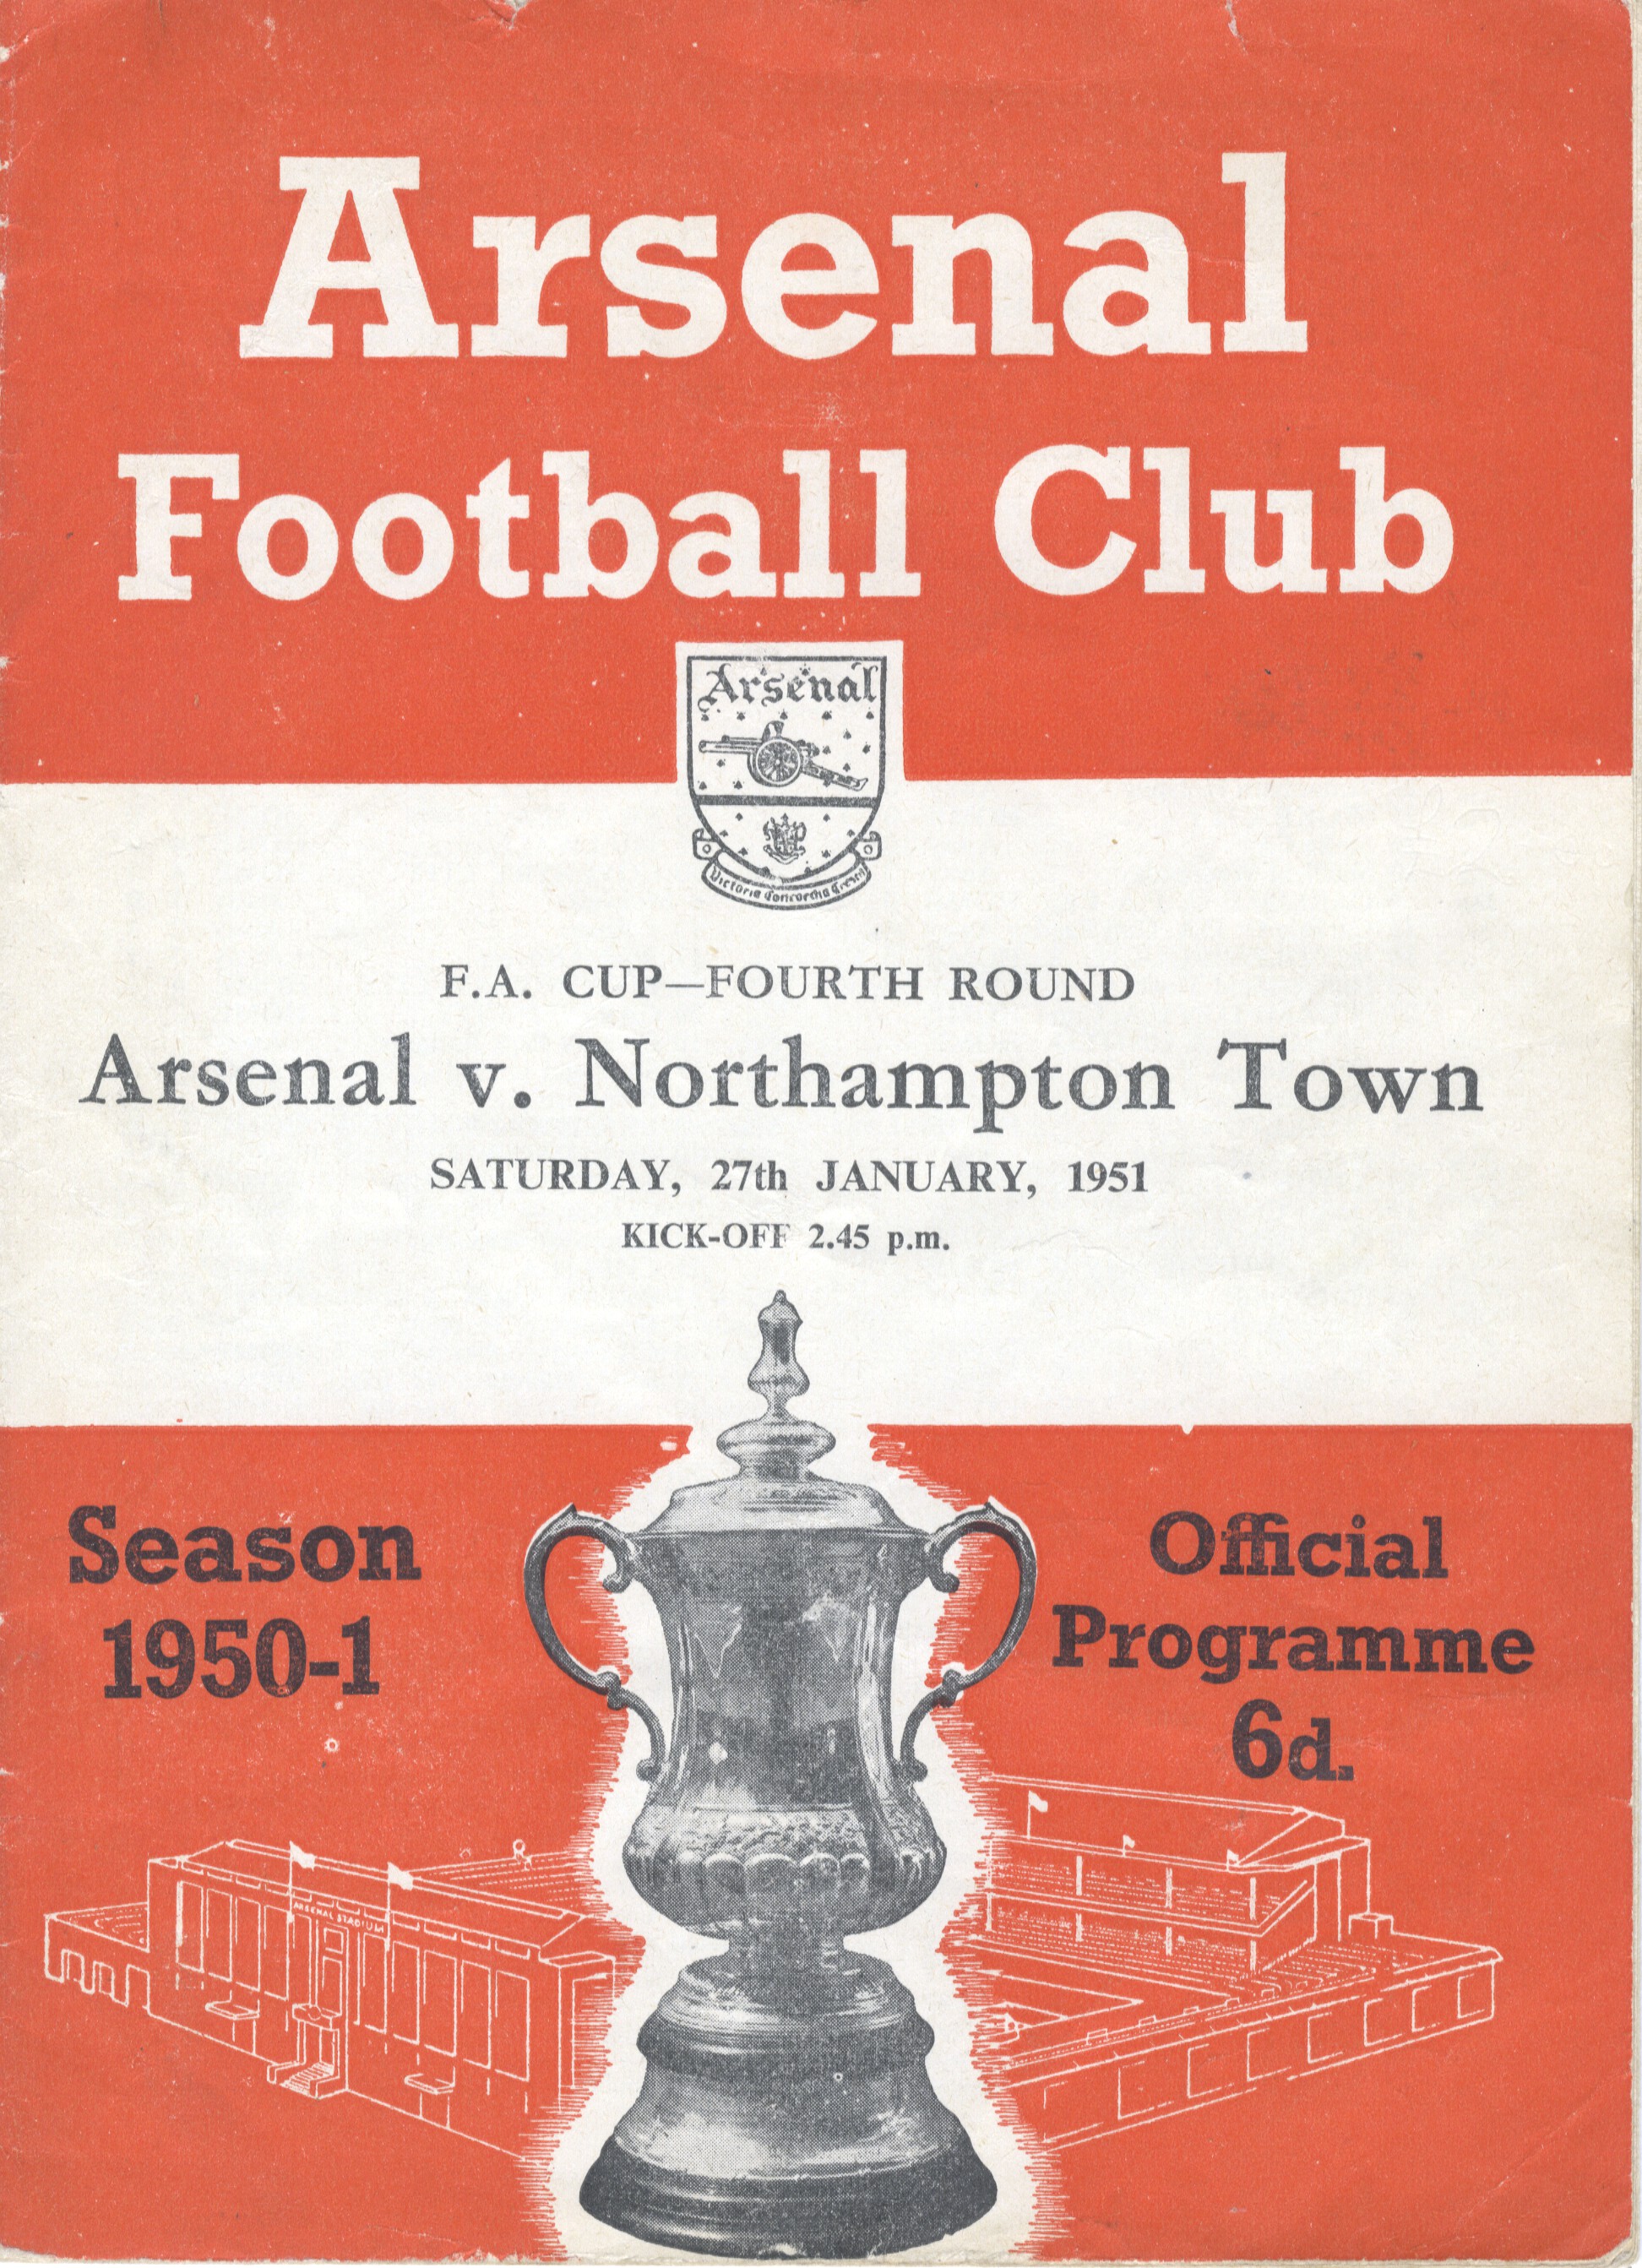 Arsenal
Football Club
Arsenal
Victoria Concordia Crescit
F.A. CUP—FOURTH ROUND
Arsenal v. Northampton Town
SATURDAY, 27th JANUARY, 1951
KICK-OFF 2.45 p.m.
Season
1950-1
Official
Programme
6d.
ARSENAL STADIUM